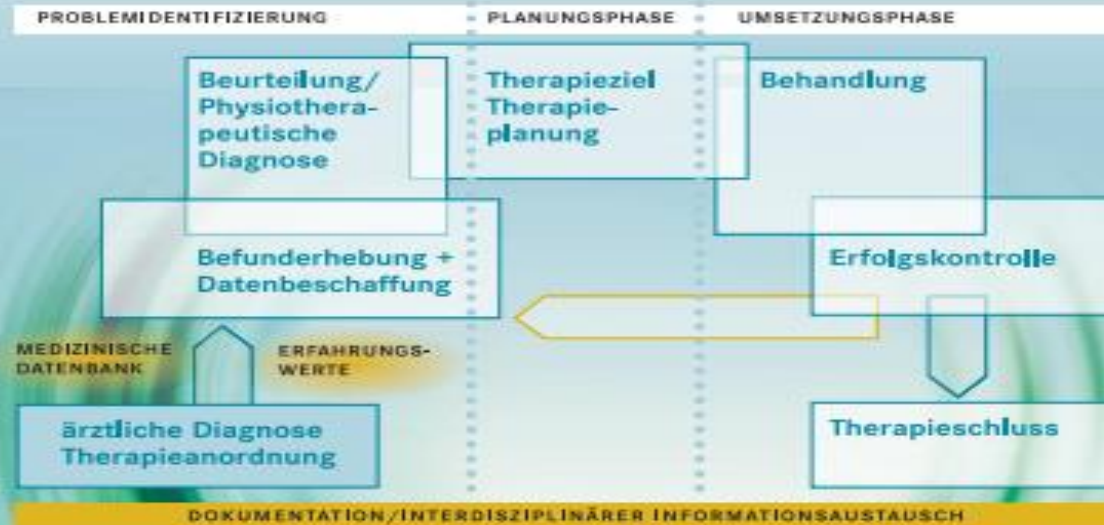 PROBLEMIDENTIFIZIERUNG
PLANUNGSPHASE
UMSETZUNGSPHASE
Beurteilung/
Physiothera-
peutische
Diagnose
Therapieziel
Therapie-
planung
Behandlung
Befunderhebung +
Datenbeschaffung
Erfolgskontrolle
MEDIZINISCHE
DATENBANK
ERFAHRUNGS-
WERTE
ärztliche Diagnose
Therapieanordnung
Therapieschluss
DOKUMENTATION/INTERDISZIPLINÄRER INFORMATIONSAUSTAUSCH